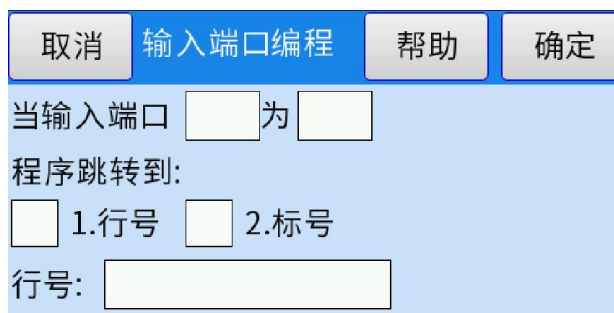 取消 输入端口编程 帮助 确定
当输入端口 为
程序跳转到:
1.行号 2.标号
行号: